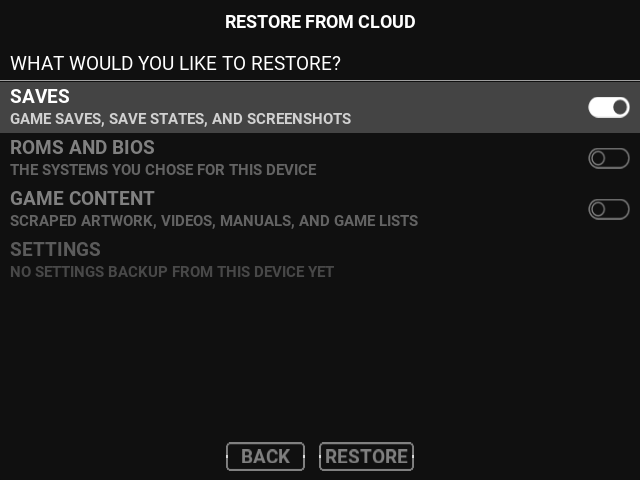 RESTORE FROM CLOUD
WHAT WOULD YOU LIKE TO RESTORE?
SAVES
GAME SAVES, SAVE STATES, AND SCREENSHOTS
ROMS AND BIOS
THE SYSTEMS YOU CHOSE FOR THIS DEVICE
GAME CONTENT
SCRAPED ARTWORK, VIDEOS, MANUALS, AND GAME LISTS
SETTINGS
NO SETTINGS BACKUP FROM THIS DEVICE YET
BACK RESTORE